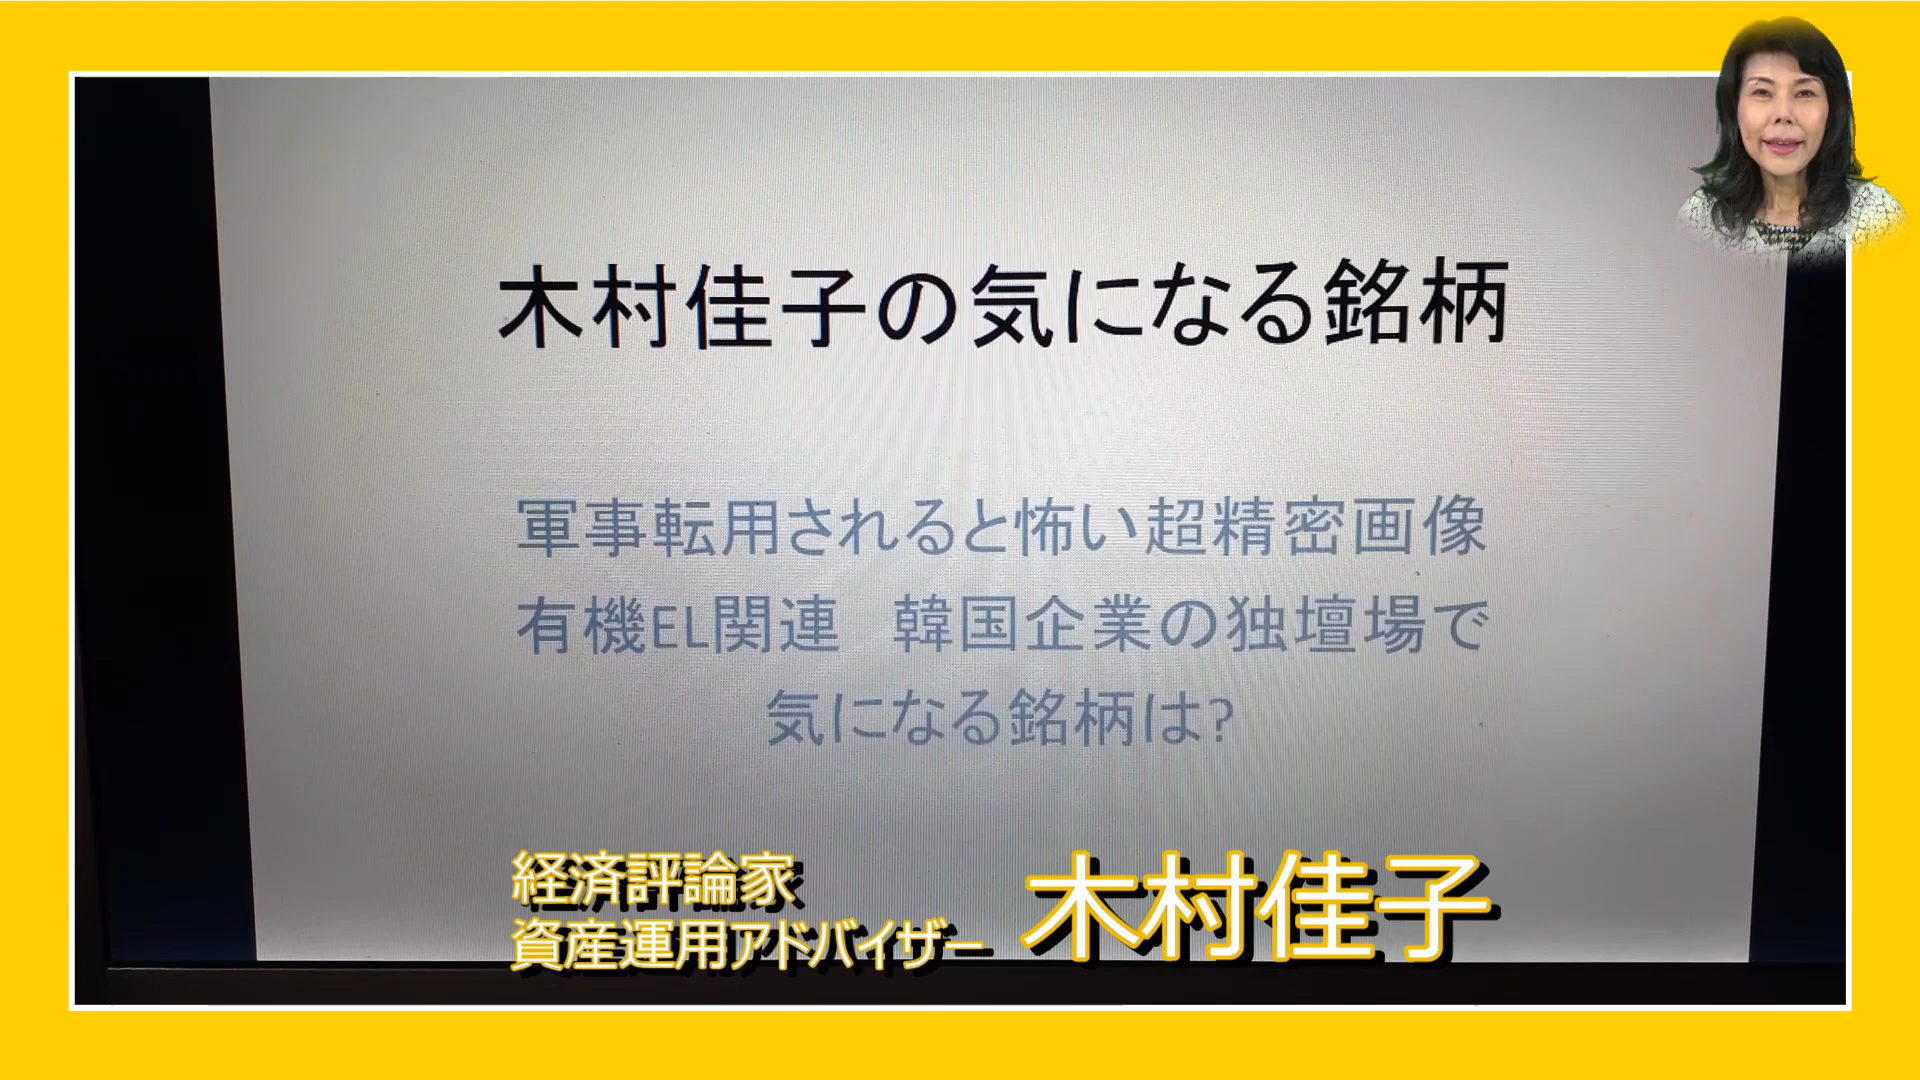 木村佳子の気になる銘柄
軍事転用されると怖い超精密画像
有機EL関連　韓国企業の独壇場で
気になる銘柄は?
経済評論家
資産運用アドバイザー
木村佳子